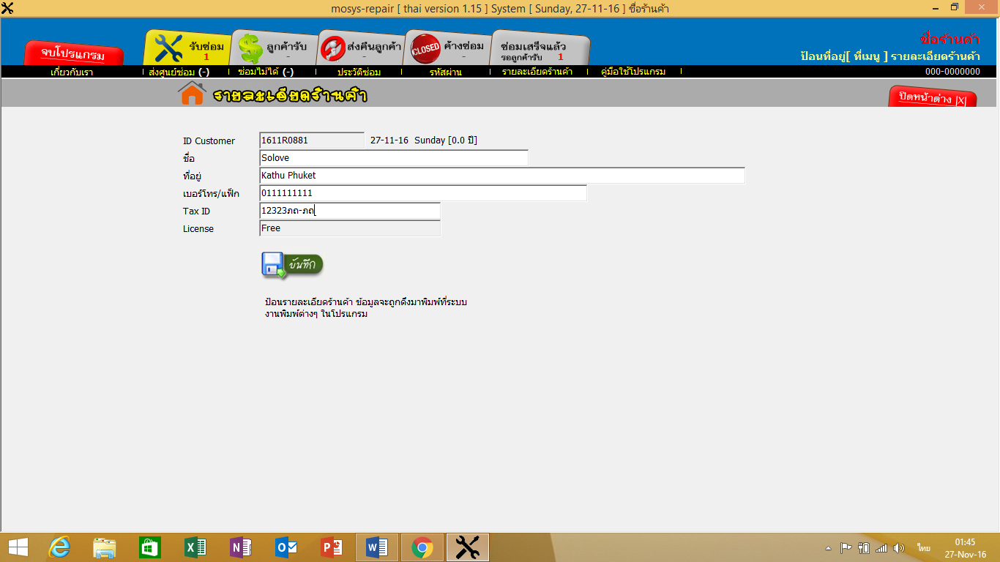 mosys-repair [ thai version 1.15 ] System [ Sunday, 27-11-16 ] ชื่อร้านค้า
จบโปรแกรม
รับซ่อม
1
ลูกค้ารับ
-
ส่งคืนลูกค้า
-
CLOSED
ค้างซ่อม
-
ซ่อมเสร็จแล้ว
รอลูกค้ารับ 1
ชื่อร้านค้า
ป้อนที่อยู่[ ที่เมนู ] รายละเอียดร้านค้า
เกี่ยวกับเรา
ส่งศูนย์ซ่อม (-)
ซ่อมไม่ได้ (-)
ประวัติซ่อม
รหัสผ่าน
รายละเอียดร้านค้า
คู่มือใช้โปรแกรม
000-0000000
รายละเอียดร้านค้า
ปิดหน้าต่าง |X|
ID Customer 1611R0881 27-11-16 Sunday [0.0 ปี]
ชื่อ Solove
ที่อยู่ Kathu Phuket
เบอร์โทร/แฟ็ก 0111111111
Tax ID 12323ภถ-ภถ
License Free
บันทึก
ป้อนรายละเอียดร้านค้า ข้อมูลจะถูกดึงมาพิมพ์ที่ระบบ
งานพิมพ์ต่างๆ ในโปรแกรม
ไทย
01:45
27-Nov-16